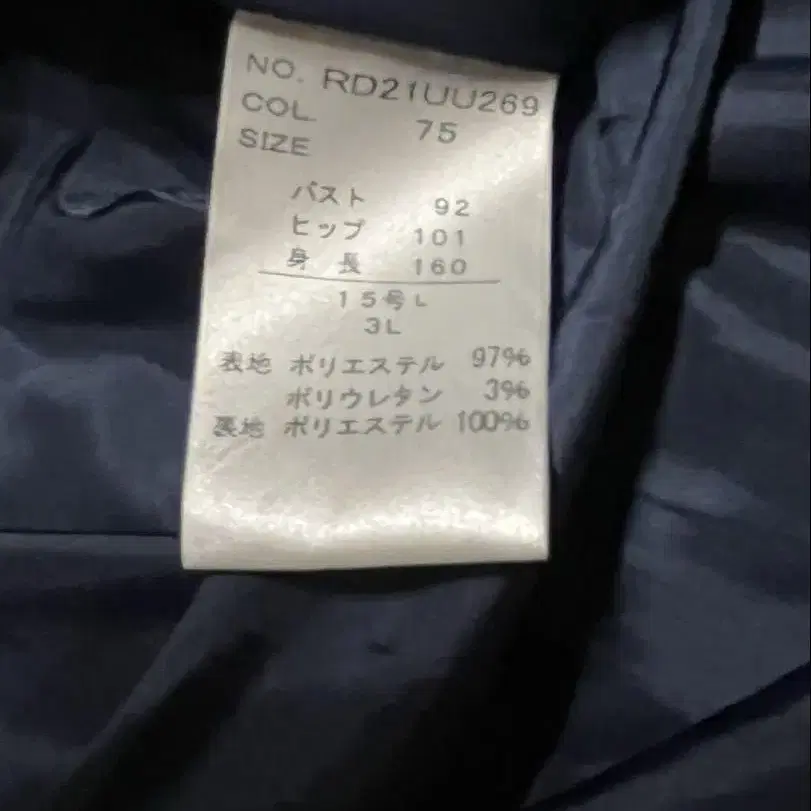 NO. RD21UU269
COL 75
SIZE
バスト 92
ヒップ 101
身長 160
15号L
3L
表地 ポリエステル 97%
ポリウレタン 3%
裏地 ポリエステル 100%